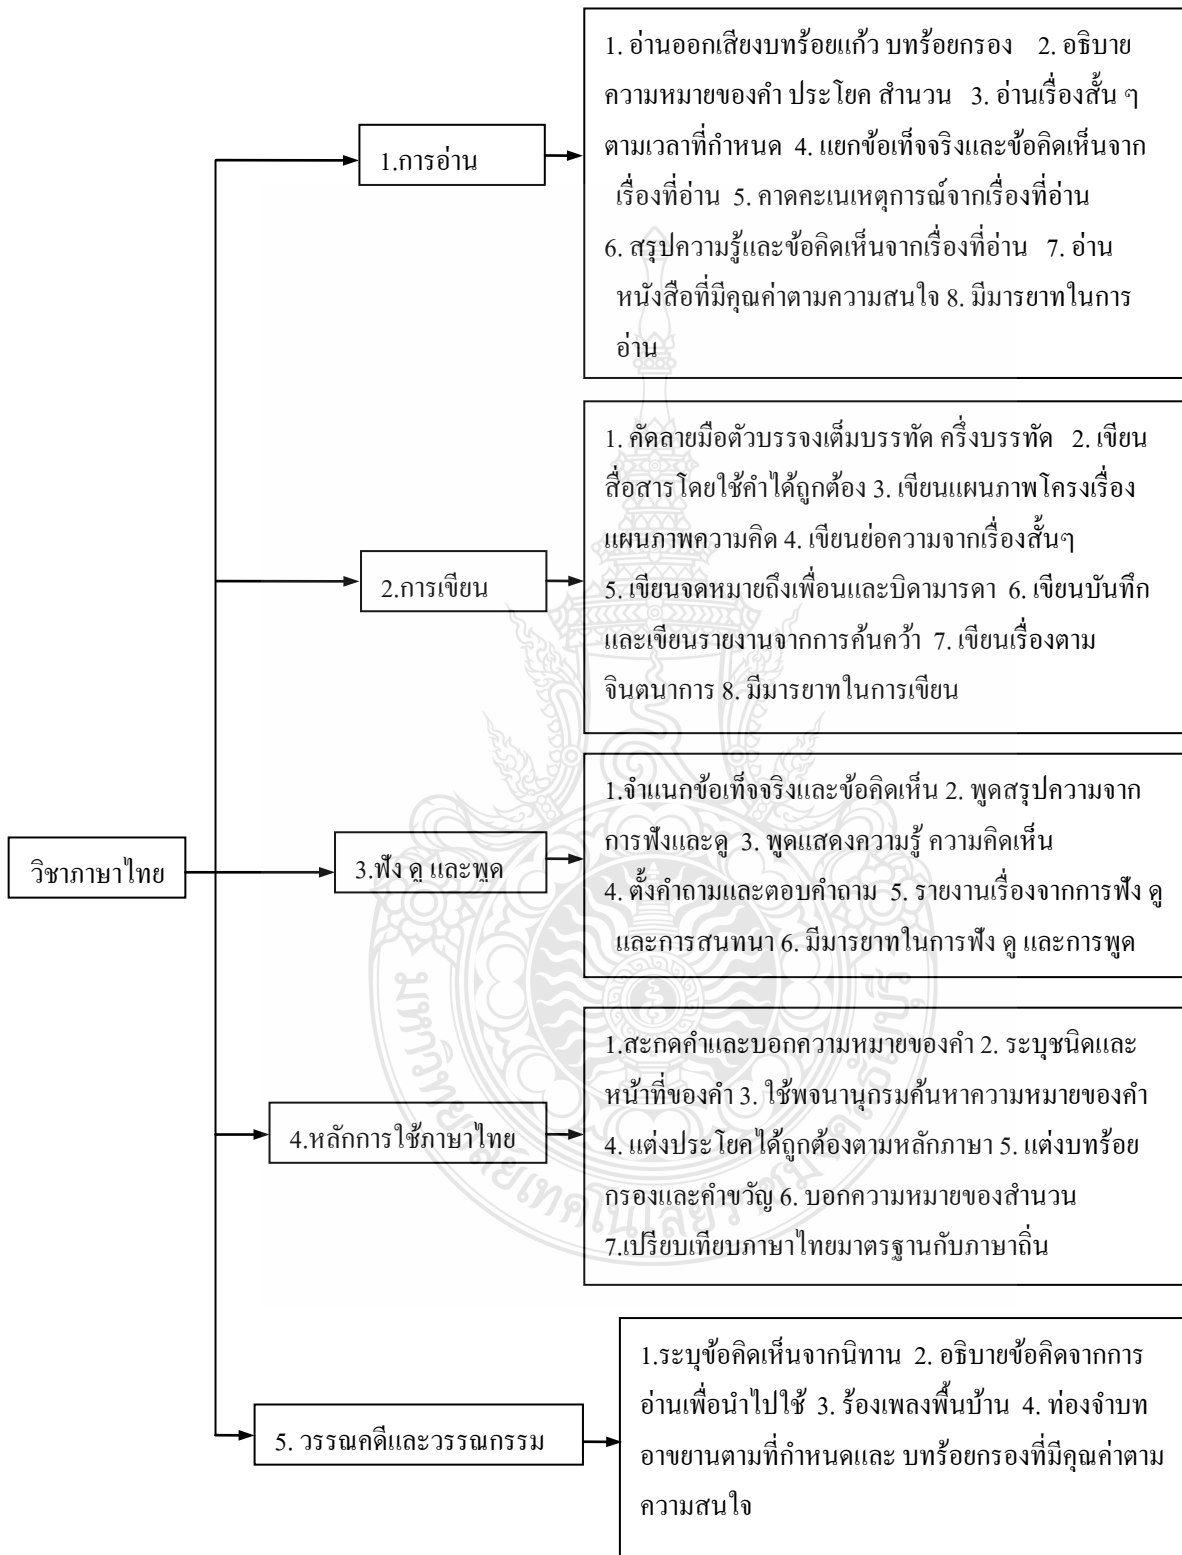 1. อ่านออกเสียงบทร้อยแก้ว บทร้อยกรอง 2. อธิบาย
ความหมายของคำ ประโยค สำนวน 3. อ่านเรื่องสั้น ๆ
ตามเวลาที่กำหนด 4. แยกข้อเท็จจริงและข้อคิดเห็นจาก
เรื่องที่อ่าน 5. คาดคะเนเหตุการณ์จากเรื่องที่อ่าน
6. สรุปความรู้และข้อคิดเห็นจากเรื่องที่อ่าน 7. อ่าน
หนังสือที่มีคุณค่าตามความสนใจ 8. มีมารยาทในการ
อ่าน
1.การอ่าน
1. คัดลายมือตัวบรรจงเต็มบรรทัด ครึ่งบรรทัด 2. เขียน
สื่อสารโดยใช้คำได้ถูกต้อง 3. เขียนแผนภาพโครงเรื่อง
แผนภาพความคิด 4. เขียนย่อความจากเรื่องสั้นๆ
5. เขียนจดหมายถึงเพื่อนและบิดามารดา 6. เขียนบันทึก
และเขียนรายงานจากการค้นคว้า 7. เขียนเรื่องตาม
จินตนาการ 8. มีมารยาทในการเขียน
2.การเขียน
1.จำแนกข้อเท็จจริงและข้อคิดเห็น 2. พูดสรุปความจาก
การฟังและดู 3. พูดแสดงความรู้ ความคิดเห็น
4. ตั้งคำถามและตอบคำถาม 5. รายงานเรื่องจากการฟัง ดู
และการสนทนา 6. มีมารยาทในการฟัง ดู และการพูด
วิชาภาษาไทย
3.ฟัง ดู และพูด
1.สะกดคำและบอกความหมายของคำ 2. ระบุชนิดและ
หน้าที่ของคำ 3. ใช้พจนานุกรมค้นหาความหมายของคำ
4. แต่งประโยคได้ถูกต้องตามหลักภาษา 5. แต่งบทร้อย
กรองและคำขวัญ 6. บอกความหมายของสำนวน
7.เปรียบเทียบภาษาไทยมาตรฐานกับภาษาถิ่น
4.หลักการใช้ภาษาไทย
1.ระบุข้อคิดเห็นจากนิทาน 2. อธิบายข้อคิดจากการ
อ่านเพื่อนำไปใช้ 3. ร้องเพลงพื้นบ้าน 4. ท่องจำบท
อาขยานตามที่กำหนดและ บทร้อยกรองที่มีคุณค่าตาม
ความสนใจ
5. วรรณคดีและวรรณกรรม